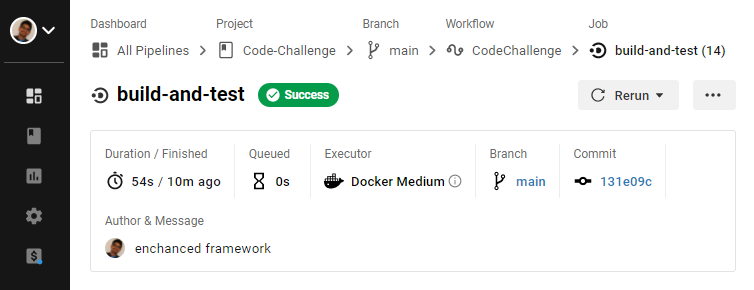 Dashboard Project Branch Workflow Job
All Pipelines Code-Challenge main CodeChallenge build-and-test (14)
build-and-test Success Rerun
Duration / Finished Queued Executor Branch Commit
54s / 10m ago 0s Docker Medium main 131e09c
Author & Message
enchanced framework